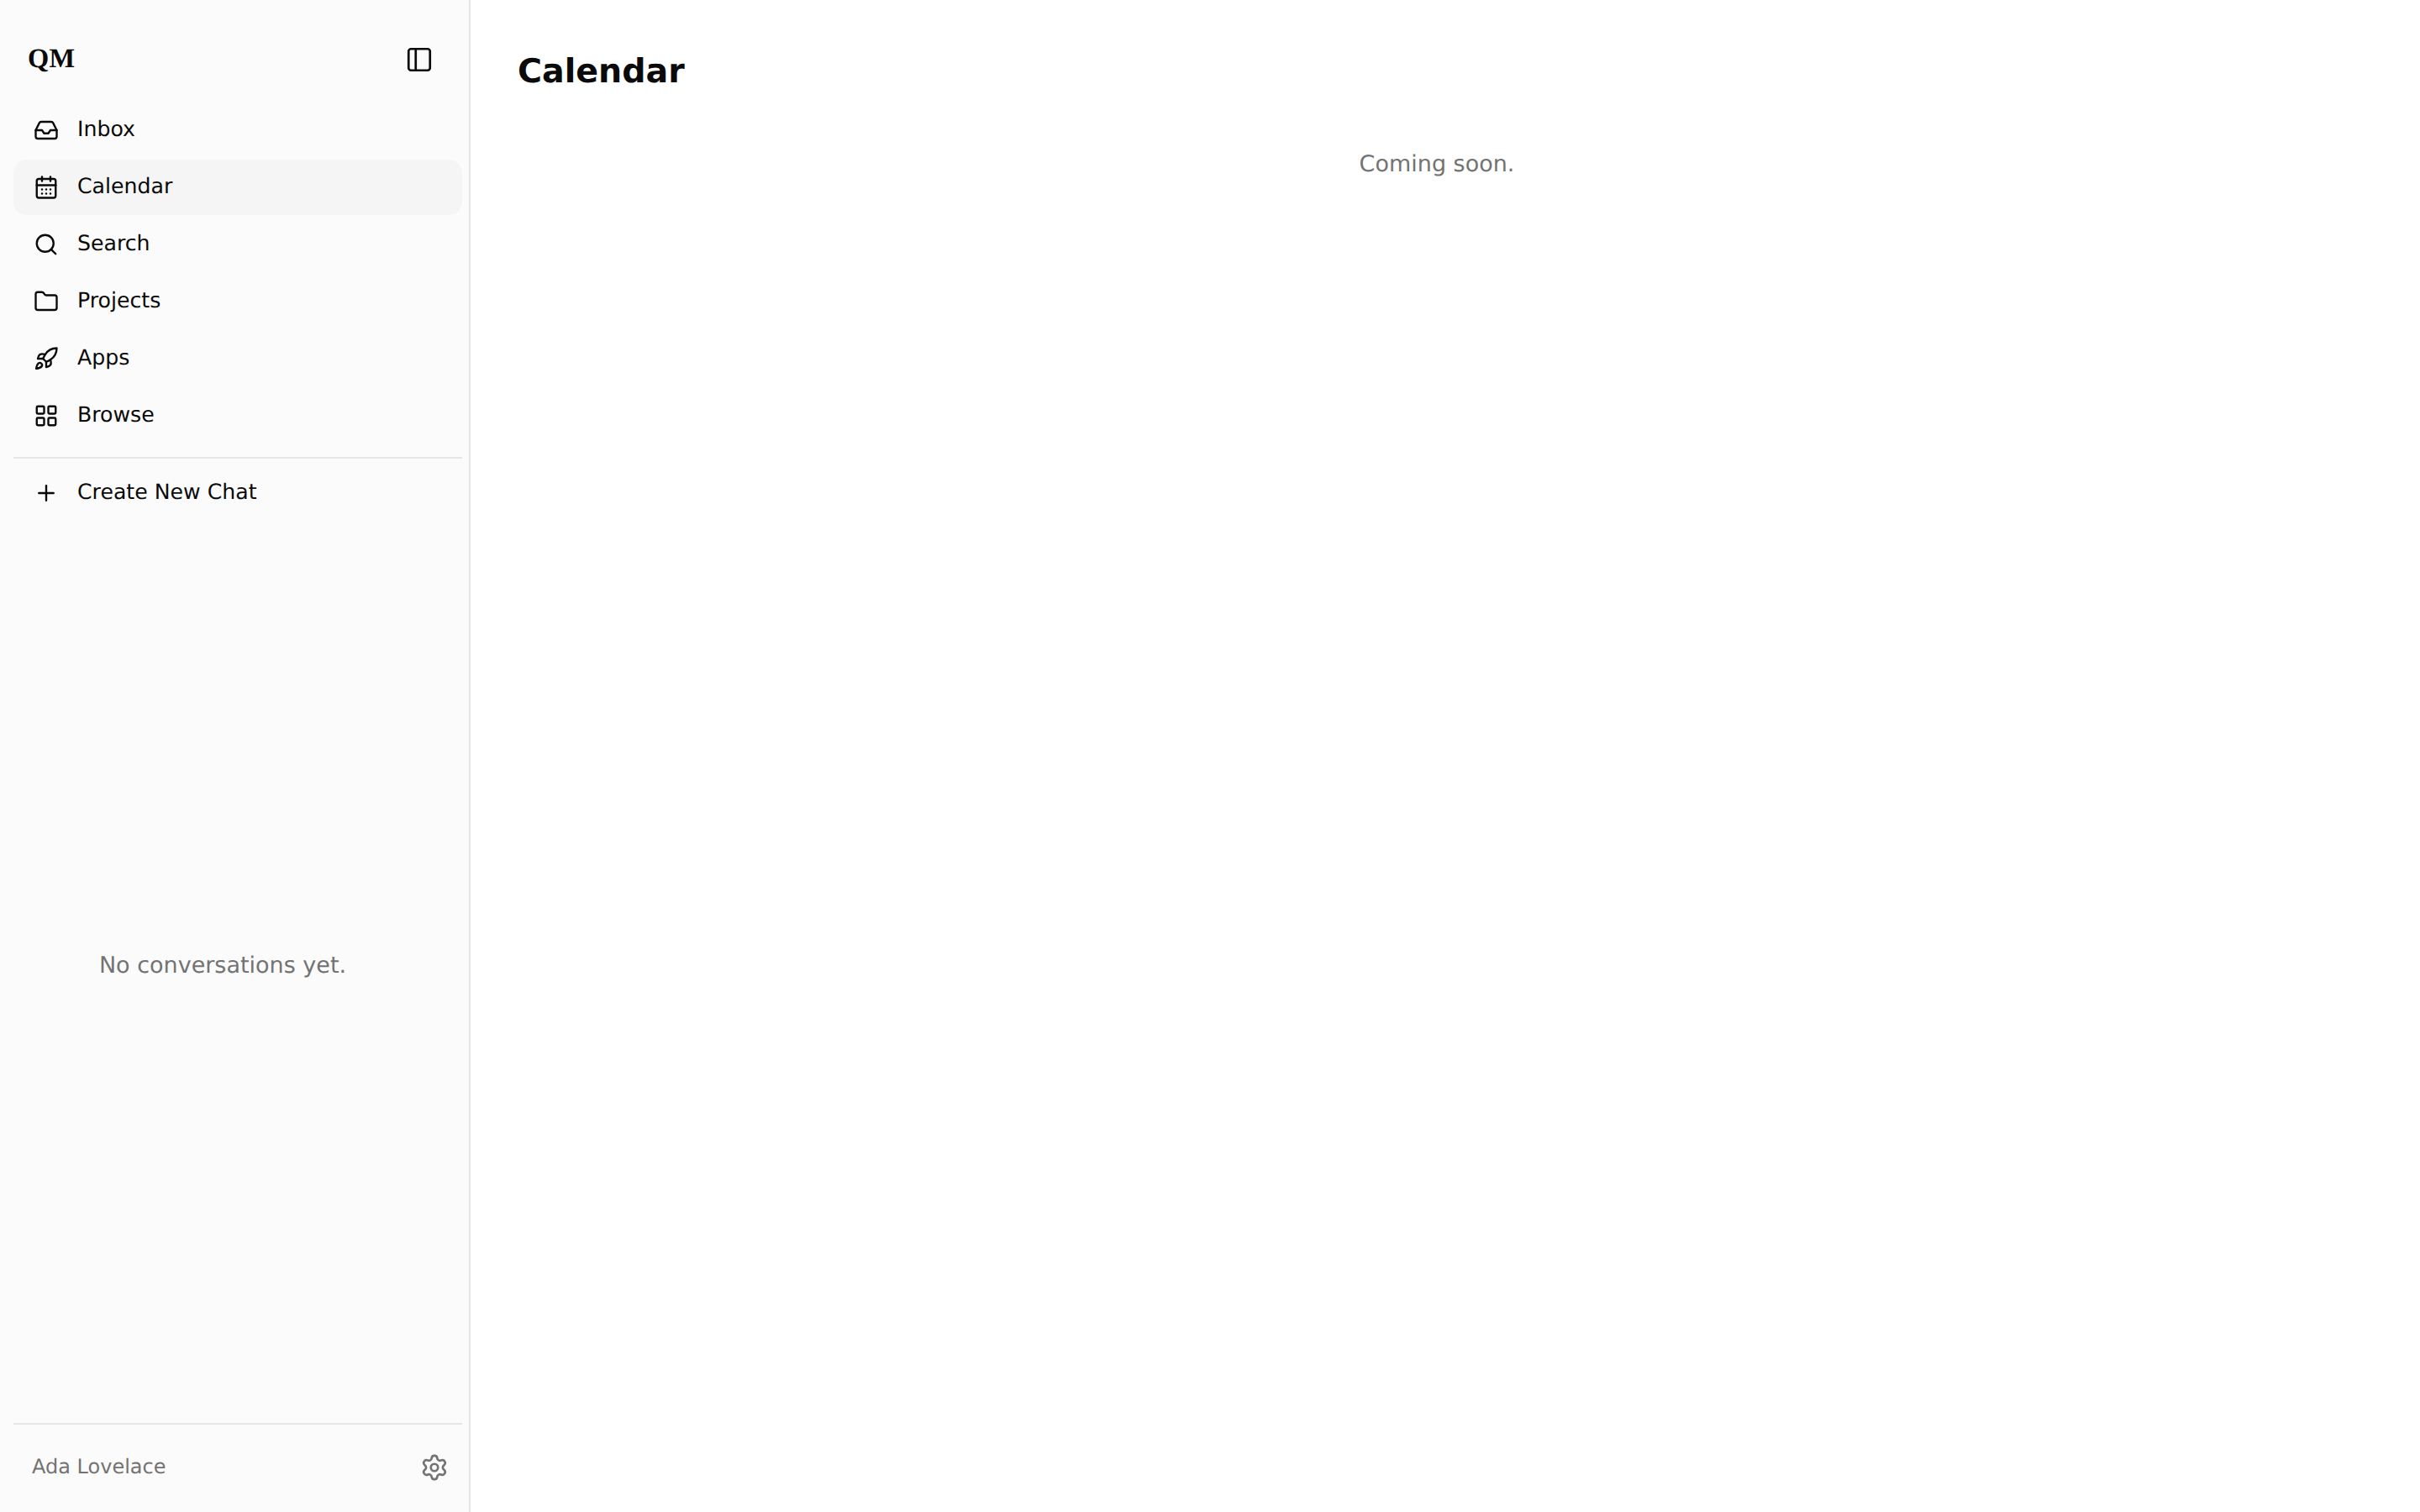 QM
Inbox
Calendar
Search
Projects
Apps
Browse
Create New Chat
No conversations yet.
Ada Lovelace
Calendar
Coming soon.